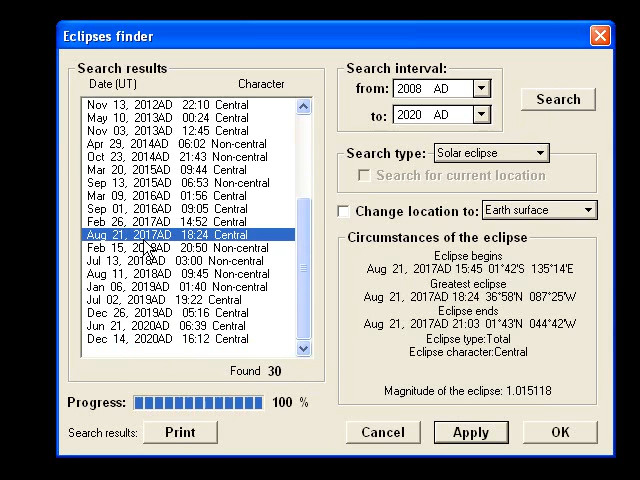 Eclipses finder
Search results
Date (UT) Character
Nov 13, 2012AD 22:10 Central
May 10, 2013AD 00:24 Central
Nov 03, 2013AD 12:45 Central
Apr 29, 2014AD 06:02 Non-central
Oct 23, 2014AD 21:43 Non-central
Mar 20, 2015AD 09:44 Central
Sep 13, 2015AD 06:53 Non-central
Mar 09, 2016AD 01:56 Central
Sep 01, 2016AD 09:05 Central
Feb 26, 2017AD 14:52 Central
Aug 21, 2017AD 18:24 Central
Feb 15, 2018AD 20:50 Non-central
Jul 13, 2018AD 03:00 Non-central
Aug 11, 2018AD 09:45 Non-central
Jan 06, 2019AD 01:40 Non-central
Jul 02, 2019AD 19:22 Central
Dec 26, 2019AD 05:16 Central
Jun 21, 2020AD 06:39 Central
Dec 14, 2020AD 16:12 Central
Found 30
Progress: 100 %
Search results: Print
Search interval:
from: 2008 AD
to: 2020 AD
Search
Search type: Solar eclipse
Search for current location
Change location to: Earth surface
Circumstances of the eclipse
Eclipse begins
Aug 21, 2017AD 15:45 01°42'S 135°14'E
Greatest eclipse
Aug 21, 2017AD 18:24 36°58'N 087°25'W
Eclipse ends
Aug 21, 2017AD 21:03 01°43'N 044°42'W
Eclipse type:Total
Eclipse character:Central
Magnitude of the eclipse: 1.015118
Cancel Apply OK